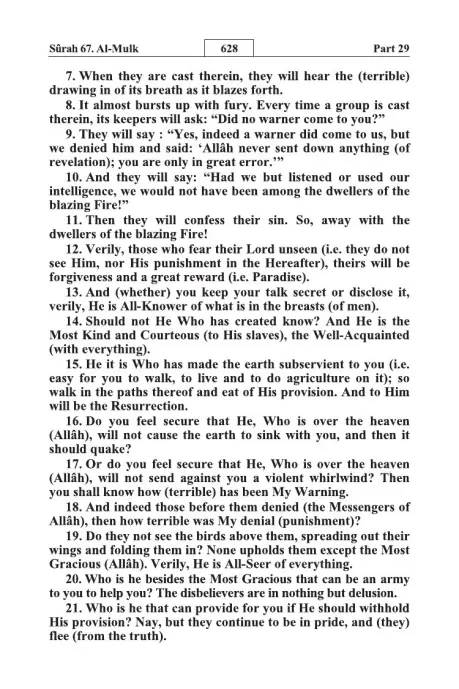 Sûrah 67. Al-Mulk 628 Part 29
7. When they are cast therein, they will hear the (terrible)
drawing in of its breath as it blazes forth.
8. It almost bursts up with fury. Every time a group is cast
therein, its keepers will ask: “Did no warner come to you?”
9. They will say : “Yes, indeed a warner did come to us, but
we denied him and said: ‘Allâh never sent down anything (of
revelation); you are only in great error.’”
10. And they will say: “Had we but listened or used our
intelligence, we would not have been among the dwellers of the
blazing Fire!”
11. Then they will confess their sin. So, away with the
dwellers of the blazing Fire!
12. Verily, those who fear their Lord unseen (i.e. they do not
see Him, nor His punishment in the Hereafter), theirs will be
forgiveness and a great reward (i.e. Paradise).
13. And (whether) you keep your talk secret or disclose it,
verily, He is All-Knower of what is in the breasts (of men).
14. Should not He Who has created know? And He is the
Most Kind and Courteous (to His slaves), the Well-Acquainted
(with everything).
15. He it is Who has made the earth subservient to you (i.e.
easy for you to walk, to live and to do agriculture on it); so
walk in the paths thereof and eat of His provision. And to Him
will be the Resurrection.
16. Do you feel secure that He, Who is over the heaven
(Allâh), will not cause the earth to sink with you, and then it
should quake?
17. Or do you feel secure that He, Who is over the heaven
(Allâh), will not send against you a violent whirlwind? Then
you shall know how (terrible) has been My Warning.
18. And indeed those before them denied (the Messengers of
Allâh), then how terrible was My denial (punishment)?
19. Do they not see the birds above them, spreading out their
wings and folding them in? None upholds them except the Most
Gracious (Allâh). Verily, He is All-Seer of everything.
20. Who is he besides the Most Gracious that can be an army
to you to help you? The disbelievers are in nothing but delusion.
21. Who is he that can provide for you if He should withhold
His provision? Nay, but they continue to be in pride, and (they)
flee (from the truth).